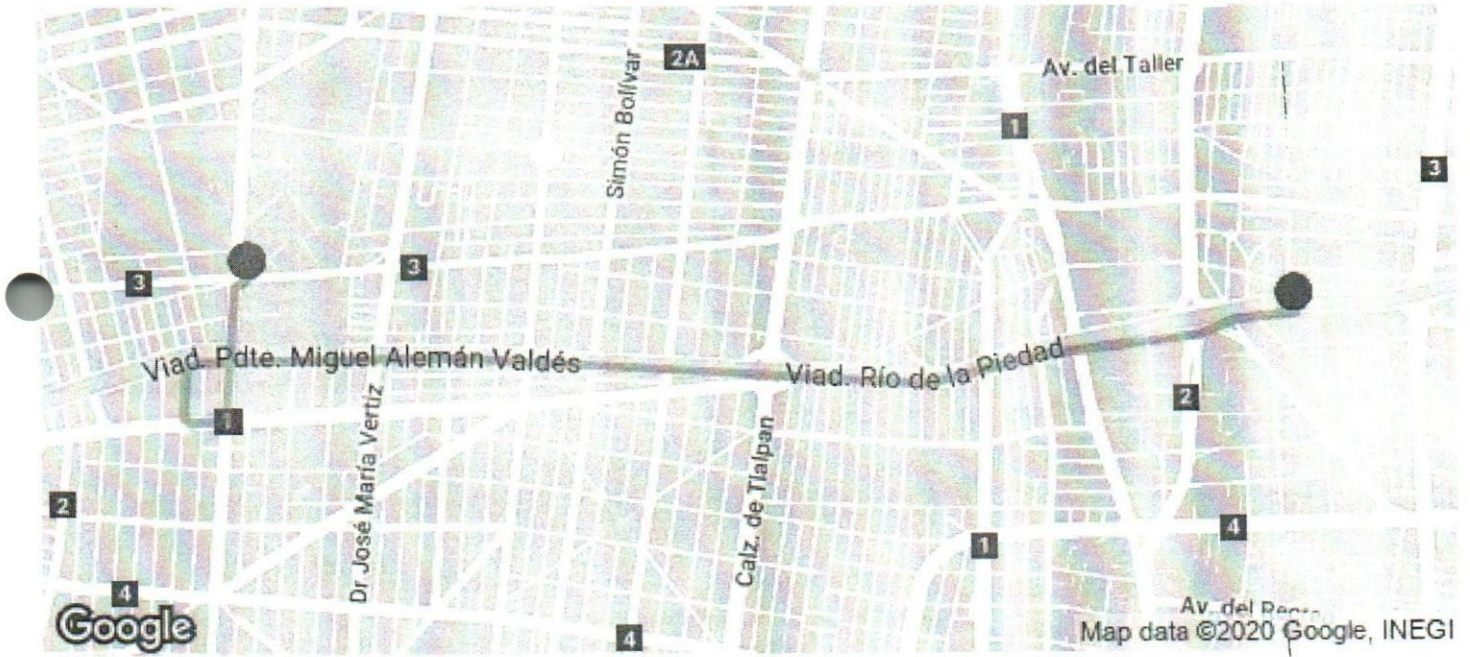 2A
Av. del Taller
Simón Bolívar
1
3
3
3
Viad. Pdte. Miguel Alemán Valdés
Viad. Río de la Piedad
1
2
Dr José María Vertiz
Calz. de Tlalpan
2
1
4
4
4
Av. del
Google
Map data ©2020 Google, INEGI